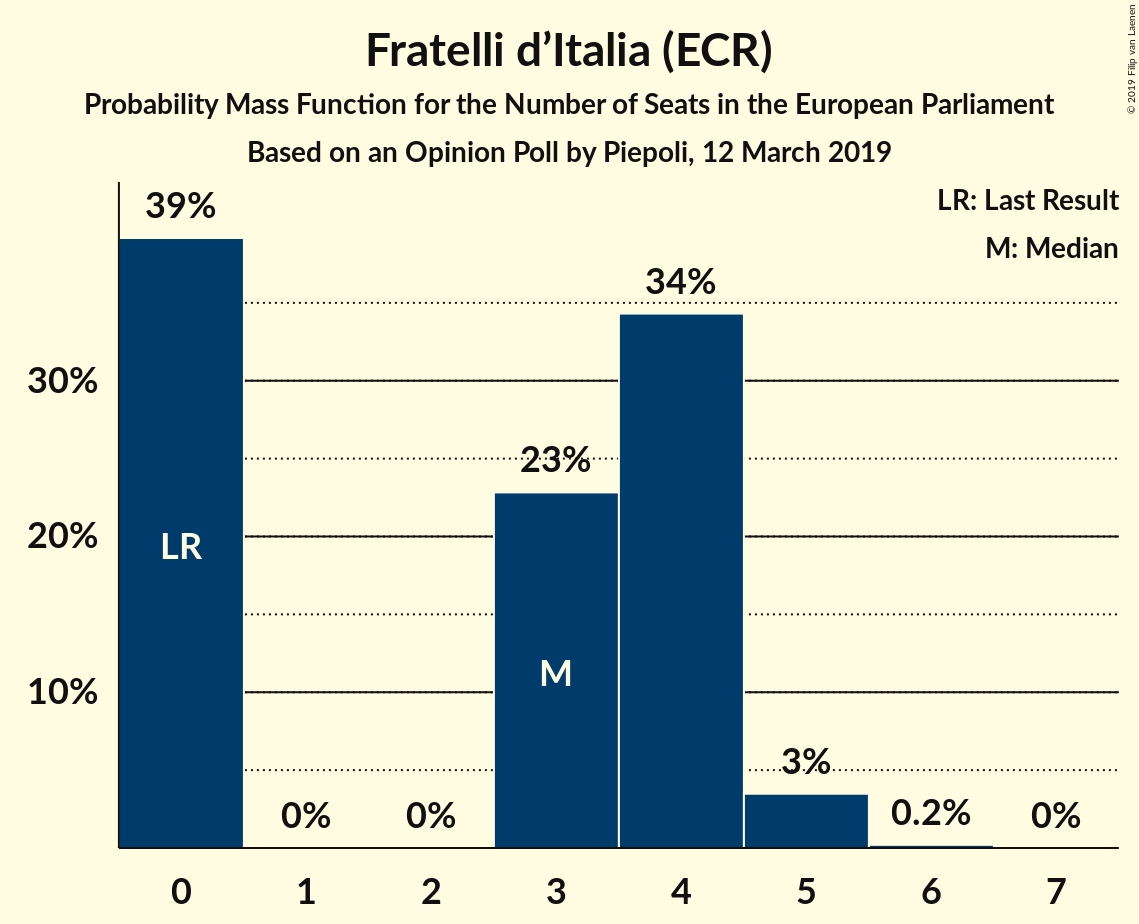 Fratelli d’Italia (ECR)
Probability Mass Function for the Number of Seats in the European Parliament
Based on an Opinion Poll by Piepoli, 12 March 2019
© 2019 Filip van Laenen
LR: Last Result
M: Median
39%
34%
30%
23%
20%
LR
M
10%
3%
0%
0%
0.2%
0%
0 1 2 3 4 5 6 7